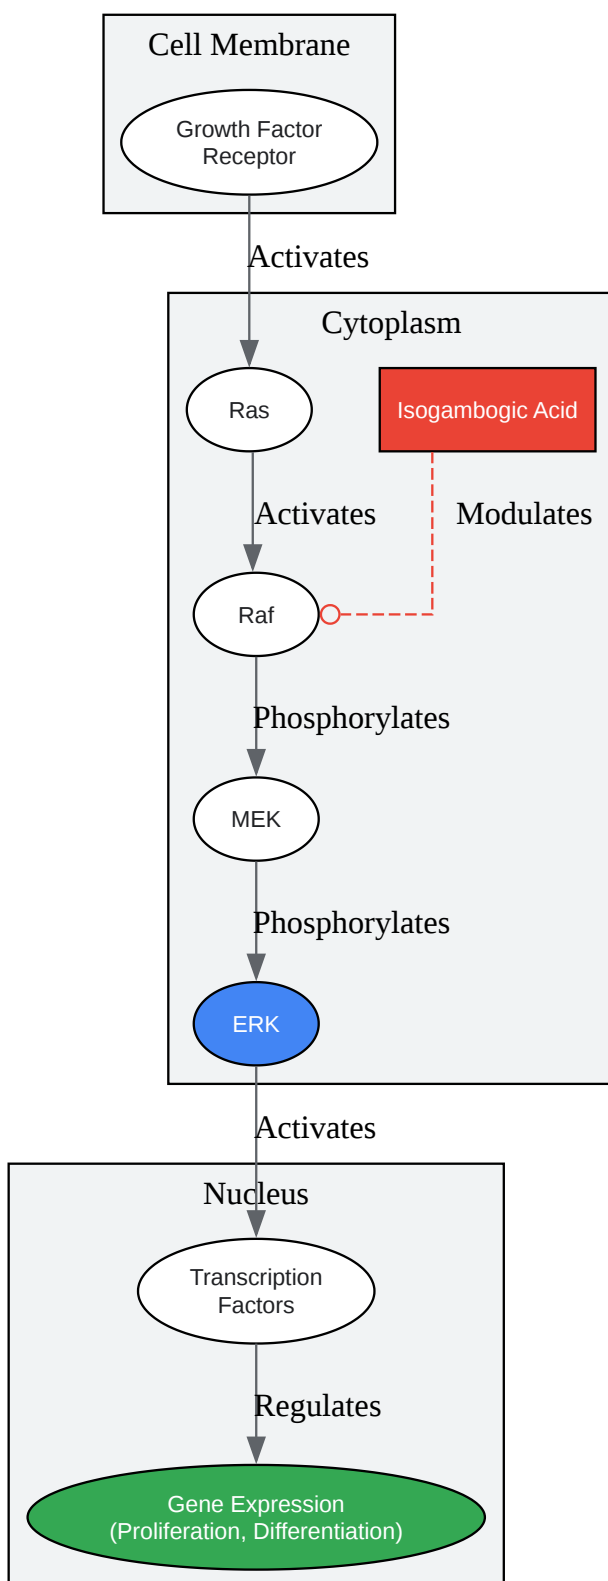 Cell Membrane
Growth Factor
Receptor
Activates
Cytoplasm
Ras
Isogambogic Acid
Activates
Modulates
Raf
Phosphorylates
MEK
Phosphorylates
ERK
Activates
Nucleus
Transcription
Factors
Regulates
Gene Expression
(Proliferation, Differentiation)